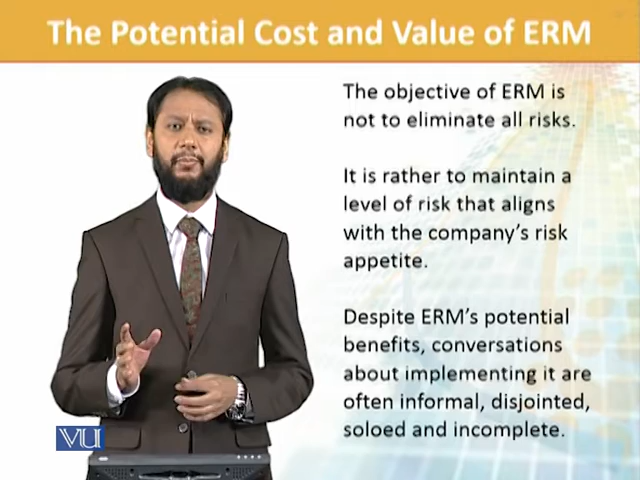 The Potential Cost and Value of ERM
The objective of ERM is
not to eliminate all risks.
It is rather to maintain a
level of risk that aligns
with the company's risk
appetite.
Despite ERM's potential
benefits, conversations
about implementing it are
often informal, disjointed,
soloed and incomplete.
VU